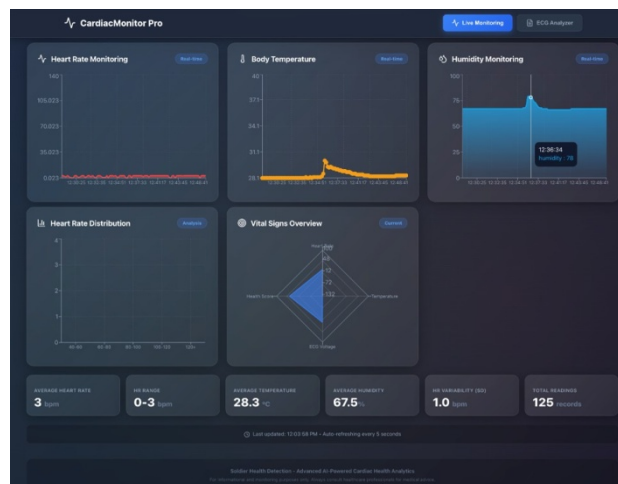 CardiacMonitor Pro
Live Monitoring
ECG Analyzer
Heart Rate Monitoring
Real-time
140
105.023
70.023
35.023
0.023
Body Temperature
Real-time
40
37.1
34.1
31.1
28.1
Humidity Monitoring
Real-time
100
75
50
25
0
12:36:34
humidity : 78
Heart Rate Distribution
Analysis
4
3
2
1
0
Vital Signs Overview
Current
Heart Rate
Temperature
ECG Voltage
Health Score
AVERAGE HEART RATE
3 bpm
HR RANGE
0-3 bpm
AVERAGE TEMPERATURE
28.3 °C
AVERAGE HUMIDITY
67.5%
HR VARIABILITY (SD)
1.0 bpm
TOTAL READINGS
125 records
Last updated: 12:03:58 PM • Auto-refreshing every 5 seconds
Soldier Health Detection - Advanced AI-Powered Cardiac Health Analytics